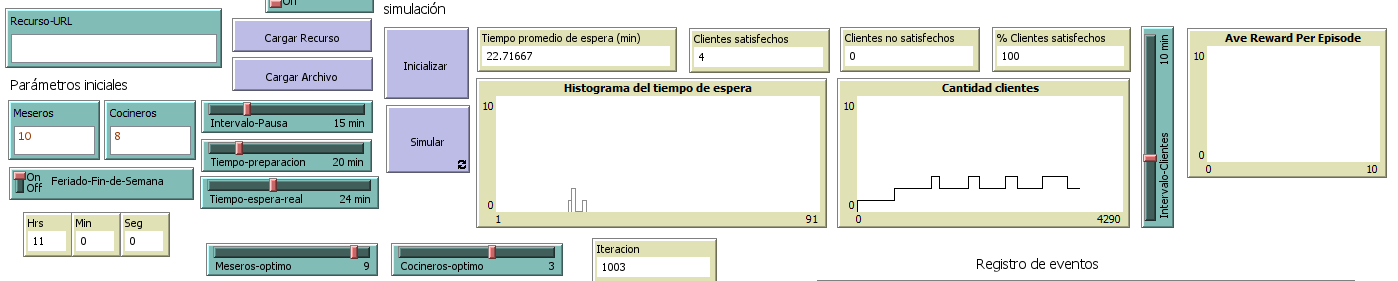 On
simulación
Recurso-URL
Cargar Recurso
Cargar Archivo
Inicializar
Simular
Tiempo promedio de espera (min)
22.71667
Clientes satisfechos
4
Clientes no satisfechos
0
% Clientes satisfechos
100
Parámetros iniciales
Meseros
10
Cocineros
8
Intervalo-Pausa 15 min
Tiempo-preparacion 20 min
Tiempo-espera-real 24 min
On
Off
Feriado-Fin-de-Semana
Hrs
11
Min
0
Seg
0
Histograma del tiempo de espera
10
0
1 91
Cantidad clientes
10
0
0 4290
Intervalo-Clientes 10 min
Ave Reward Per Episode
10
0
0 10
Meseros-optimo 9
Cocineros-optimo 3
Iteracion
1003
Registro de eventos